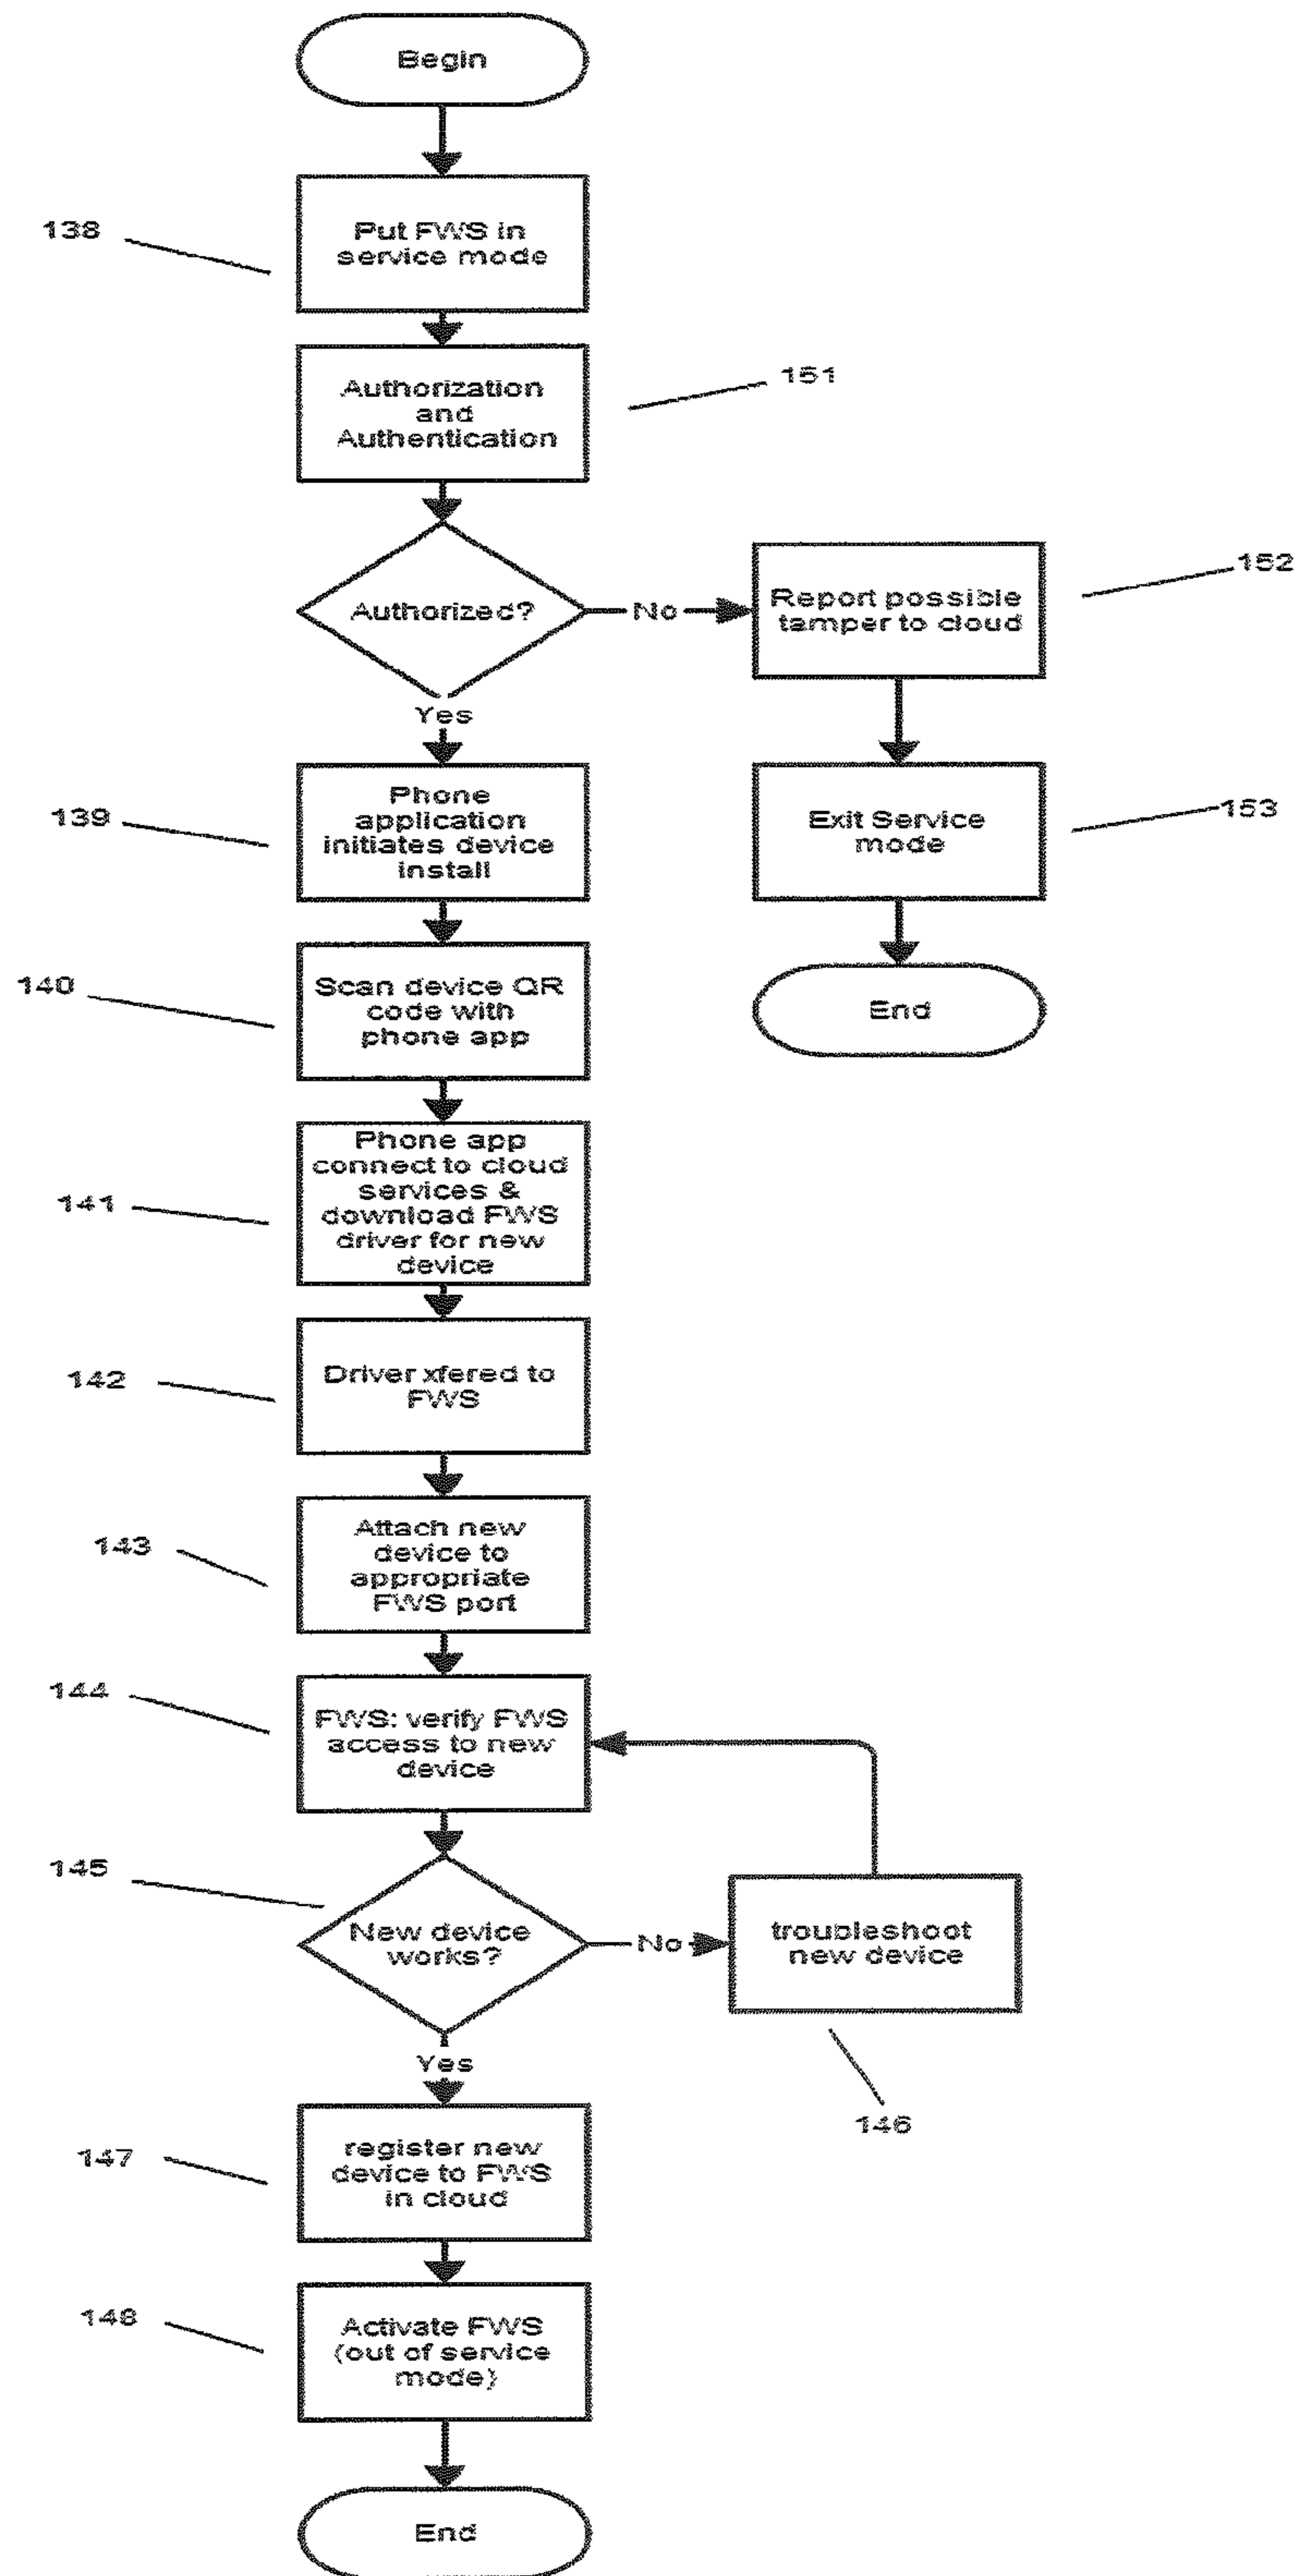 Begin
138
Put FWS in
service mode
Authorization
and
Authentication
151
Authorized?
No
Report possible
tamper to cloud
152
Yes
139
Phone
application
initiates device
install
Exit Service
mode
153
140
Scan device QR
code with
phone app
End
141
Phone app
connect to cloud
services &
download FWS
driver for new
device
142
Driver xfered to
FWS
143
Attach new
device to
appropriate
FWS port
144
FWS: verify FWS
access to new
device
145
New device
works?
No
troubleshoot
new device
146
Yes
147
register new
device to FWS
in cloud
148
Activate FWS
(out of service
mode)
End